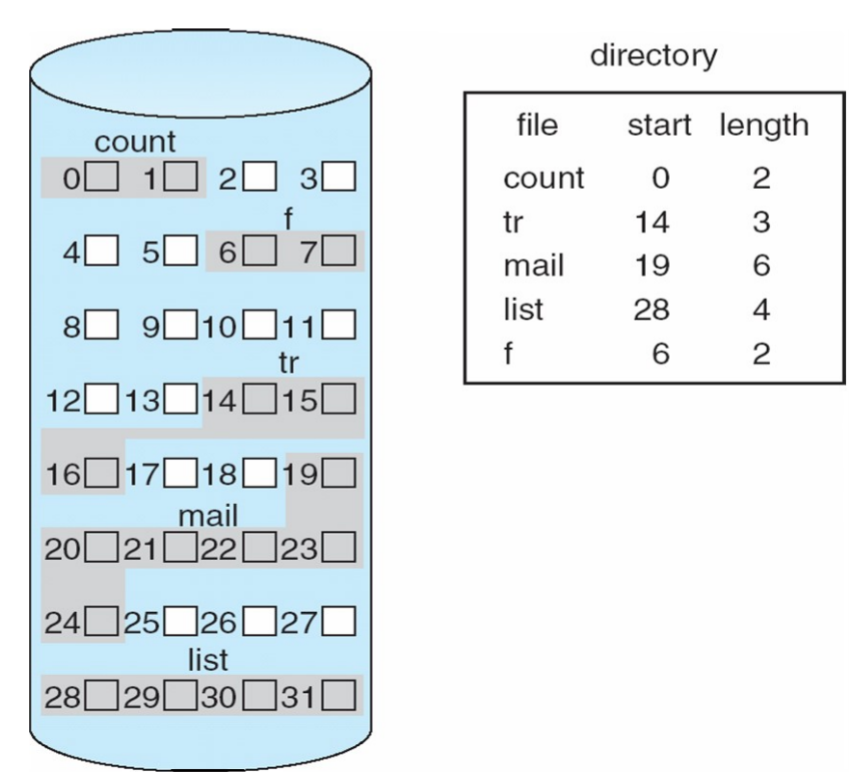 count
0 1 2 3
f
4 5 6 7
8 9 10 11
tr
12 13 14 15
16 17 18 19
mail
20 21 22 23
24 25 26 27
list
28 29 30 31
directory
file start length
count 0 2
tr 14 3
mail 19 6
list 28 4
f 6 2